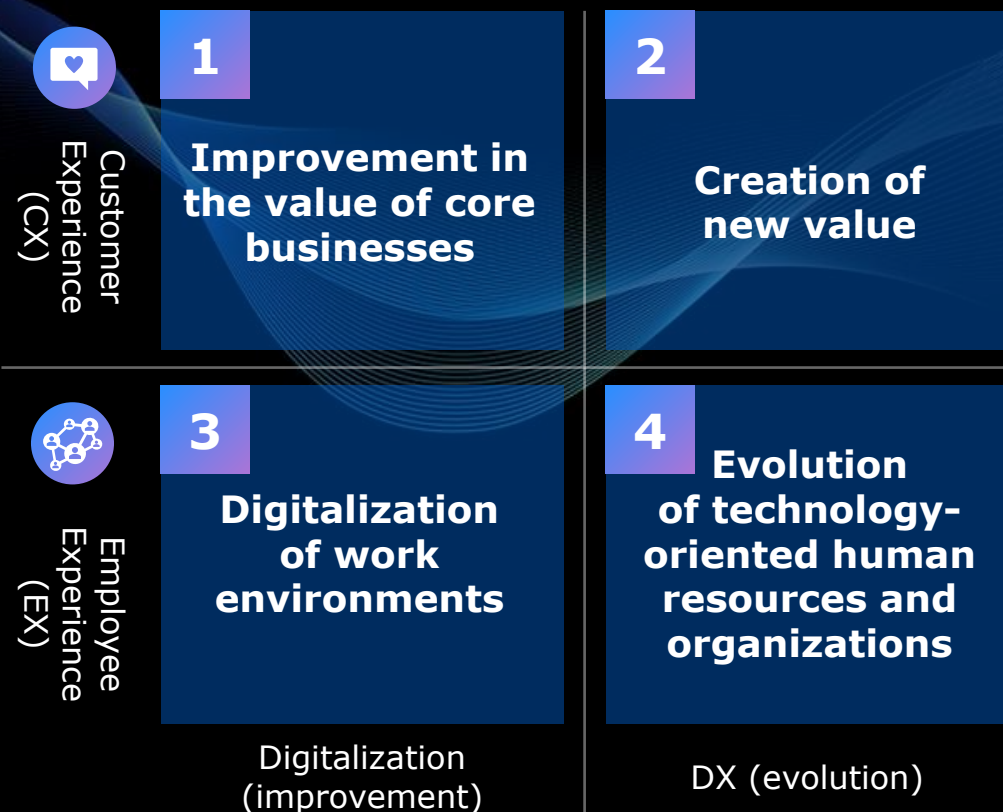 1
Improvement in
the value of core
businesses
2
Creation of
new value
Customer
Experience
(CX)
3
Digitalization
of work
environments
4
Evolution
of technology-
oriented human
resources and
organizations
Employee
Experience
(EX)
Digitalization
(improvement)
DX (evolution)